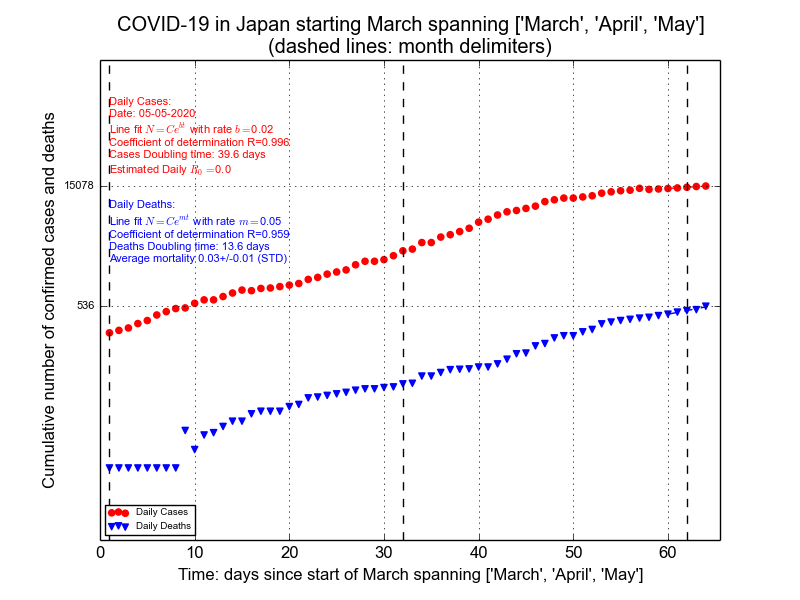 COVID-19 in Japan starting March spanning ['March', 'April', 'May']
(dashed lines: month delimiters)
Cumulative number of confirmed cases and deaths
Daily Cases:
Date: 05-05-2020
Line fit N=Ce^{bt} with rate b=0.02
Coefficient of determination R=0.996
Cases Doubling time: 39.6 days
Estimated Daily R_0=0.0
15078
Daily Deaths:
Line fit N=Ce^{mt} with rate m=0.05
Coefficient of determination R=0.959
Deaths Doubling time: 13.6 days
Average mortality 0.03+/-0.01 (STD)
536
Daily Cases
Daily Deaths
0 10 20 30 40 50 60
Time: days since start of March spanning ['March', 'April', 'May']